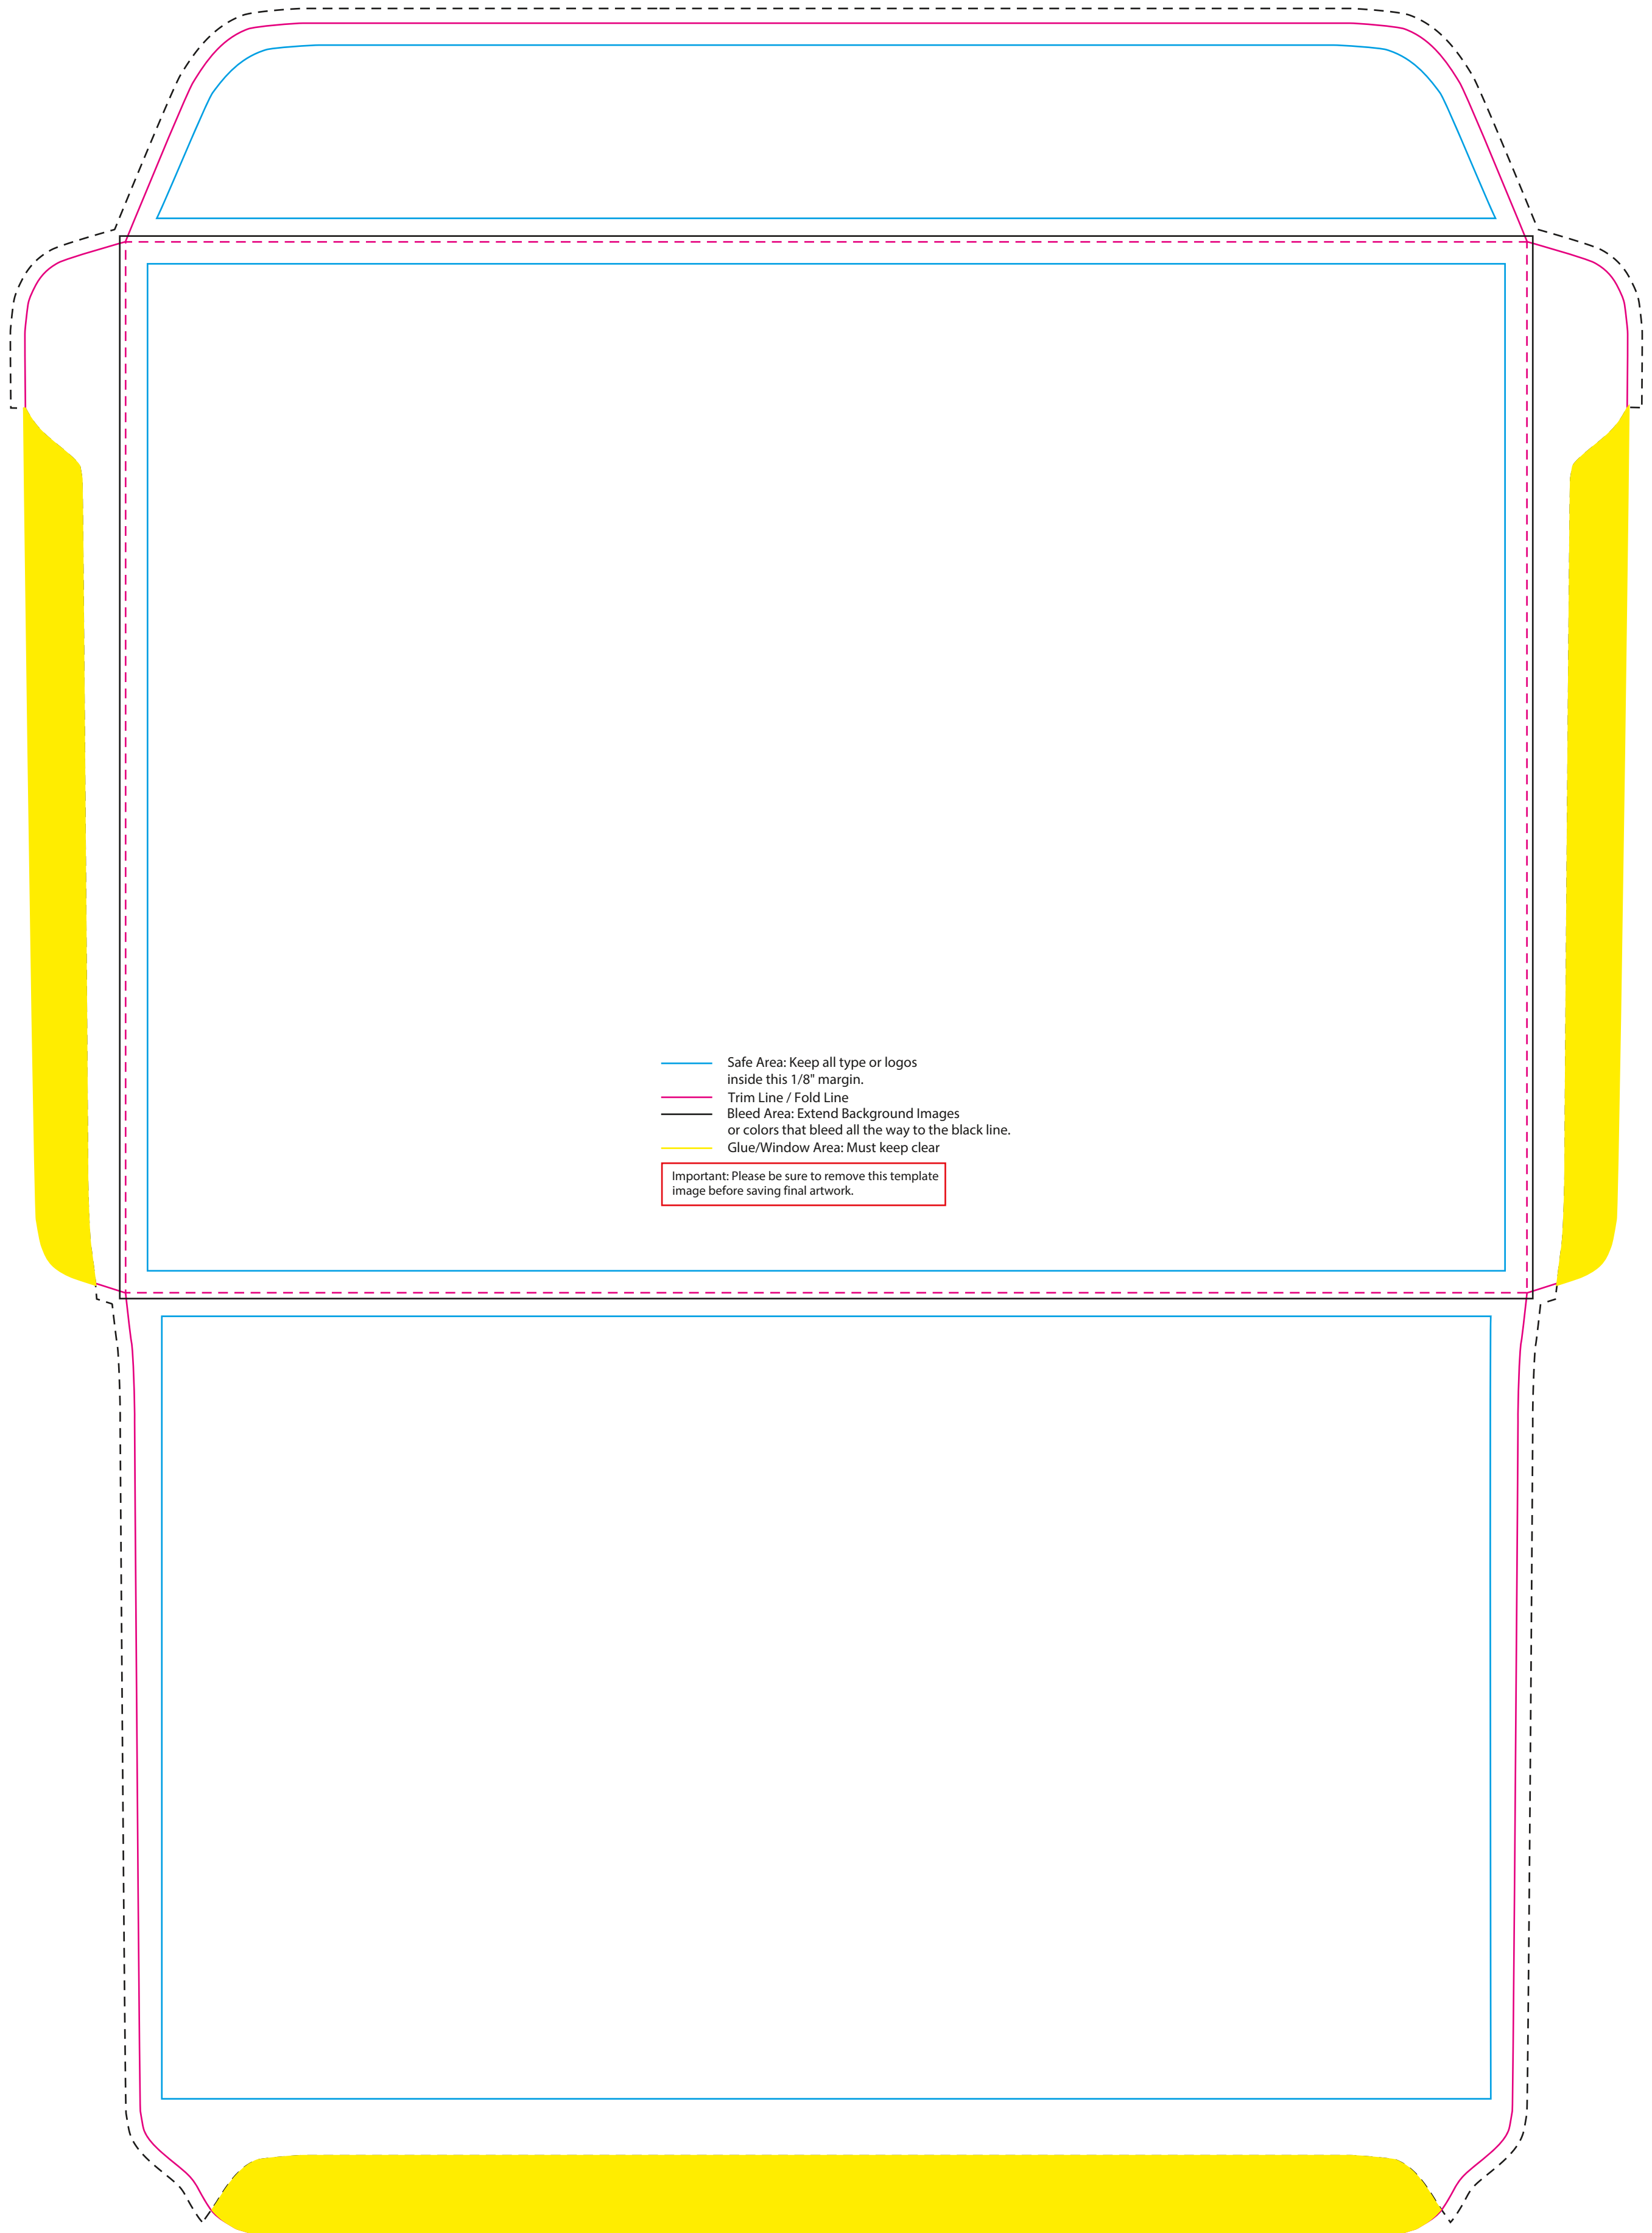 Safe Area: Keep all type or logos
inside this 1/8" margin.
Trim Line / Fold Line
Bleed Area: Extend Background Images
or colors that bleed all the way to the black line.
Glue/Window Area: Must keep clear
Important: Please be sure to remove this template
image before saving final artwork.